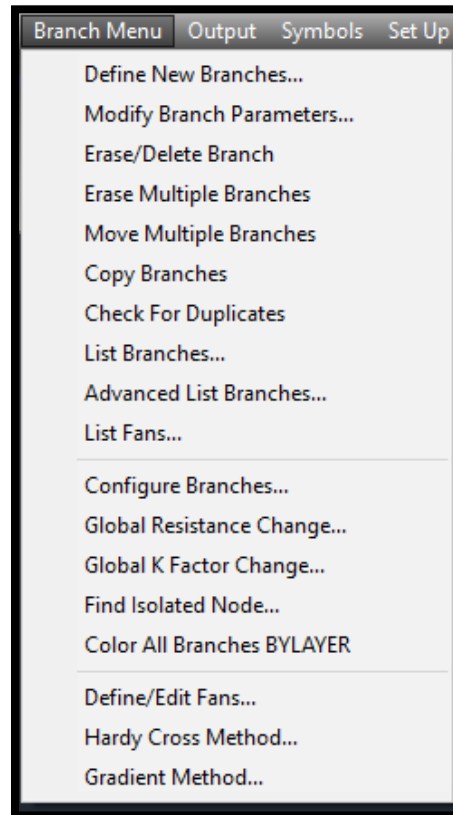 Branch Menu Output Symbols Set Up
Define New Branches...
Modify Branch Parameters...
Erase/Delete Branch
Erase Multiple Branches
Move Multiple Branches
Copy Branches
Check For Duplicates
List Branches...
Advanced List Branches...
List Fans...
Configure Branches...
Global Resistance Change...
Global K Factor Change...
Find Isolated Node...
Color All Branches BYLAYER
Define/Edit Fans...
Hardy Cross Method...
Gradient Method...